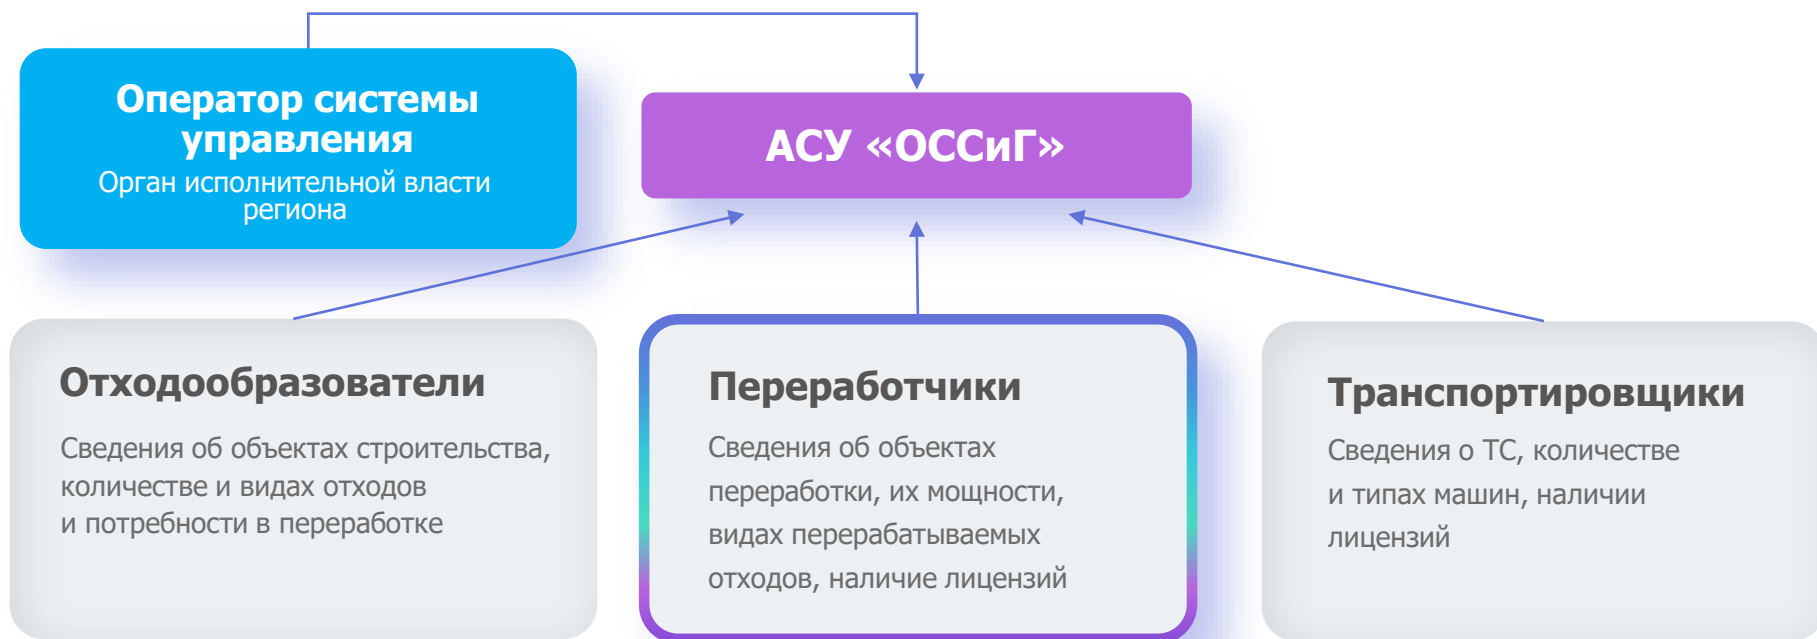 Оператор системы
управления
Орган исполнительной власти
региона
АСУ «ОССиГ»
Отходообразователи
Сведения об объектах строительства,
количестве и видах отходов
и потребности в переработке
Переработчики
Сведения об объектах
переработки, их мощности,
видах перерабатываемых
отходов, наличие лицензий
Транспортировщики
Сведения о ТС, количестве
и типах машин, наличии
лицензий